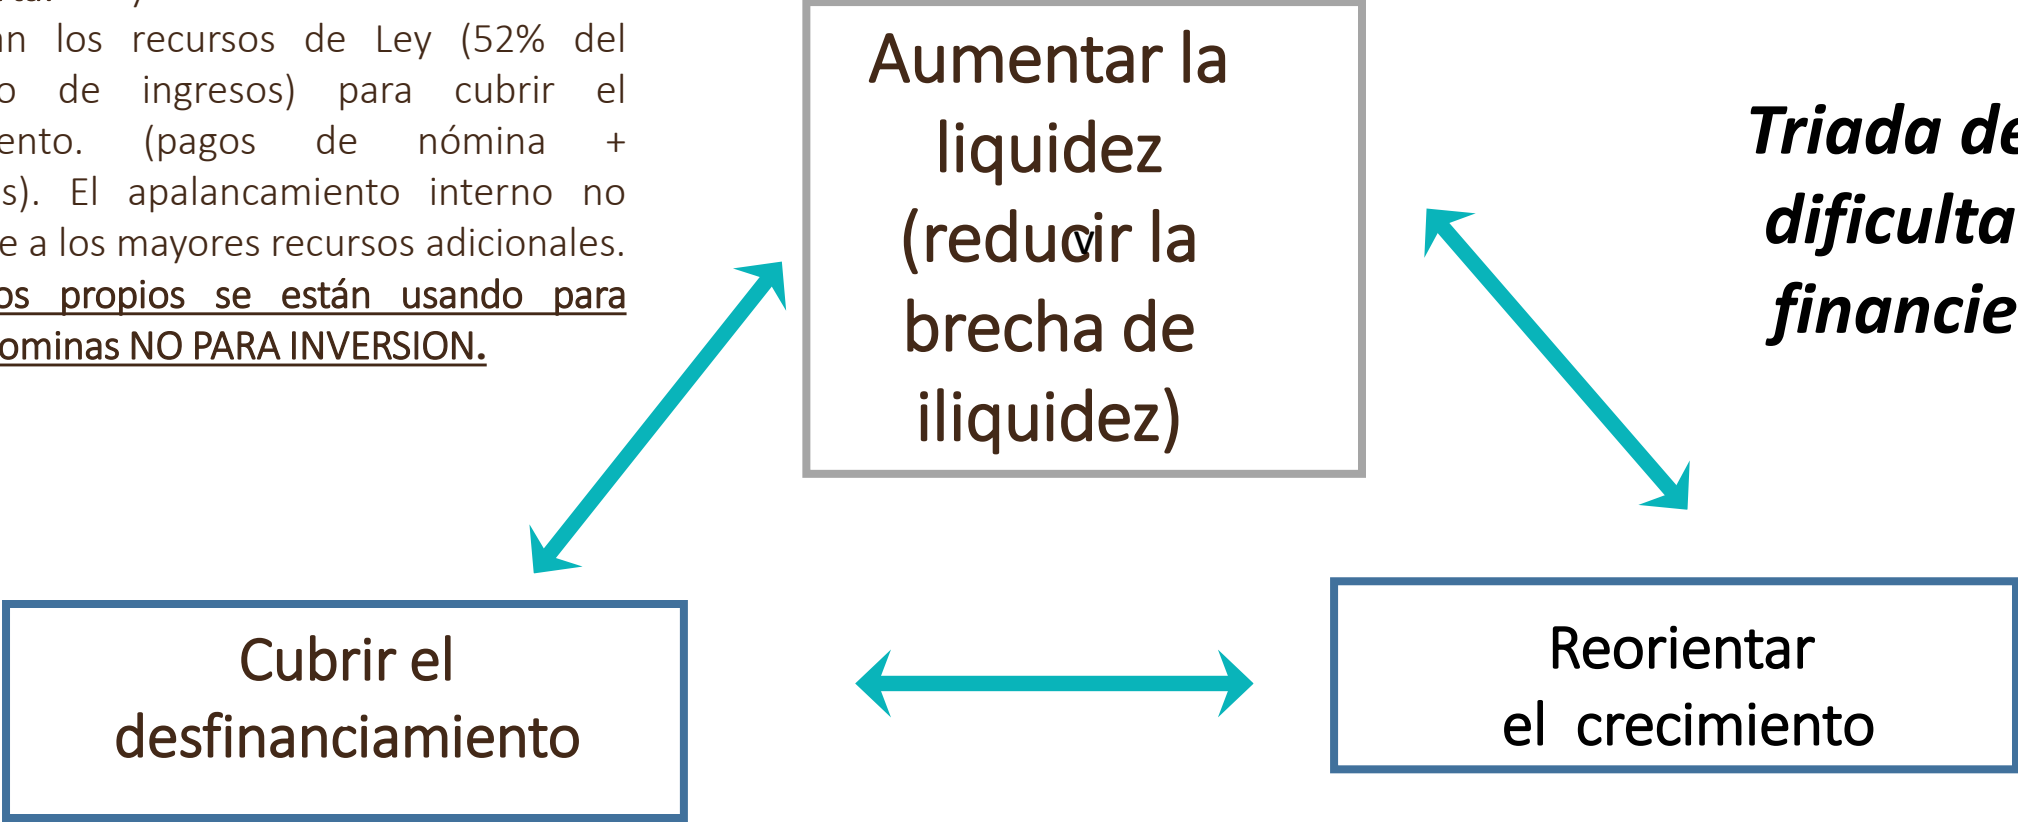 an los recursos de Ley (52% del
o de ingresos) para cubrir el
ento. (pagos de nómina +
s). El apalancamiento interno no
e a los mayores recursos adicionales.
os propios se están usando para
ominas NO PARA INVERSION.
Aumentar la
liquidez
(reducir la
brecha de
iliquidez)
v
Triada de
dificulta
financie
Cubrir el
desfinanciamiento
Reorientar
el crecimiento